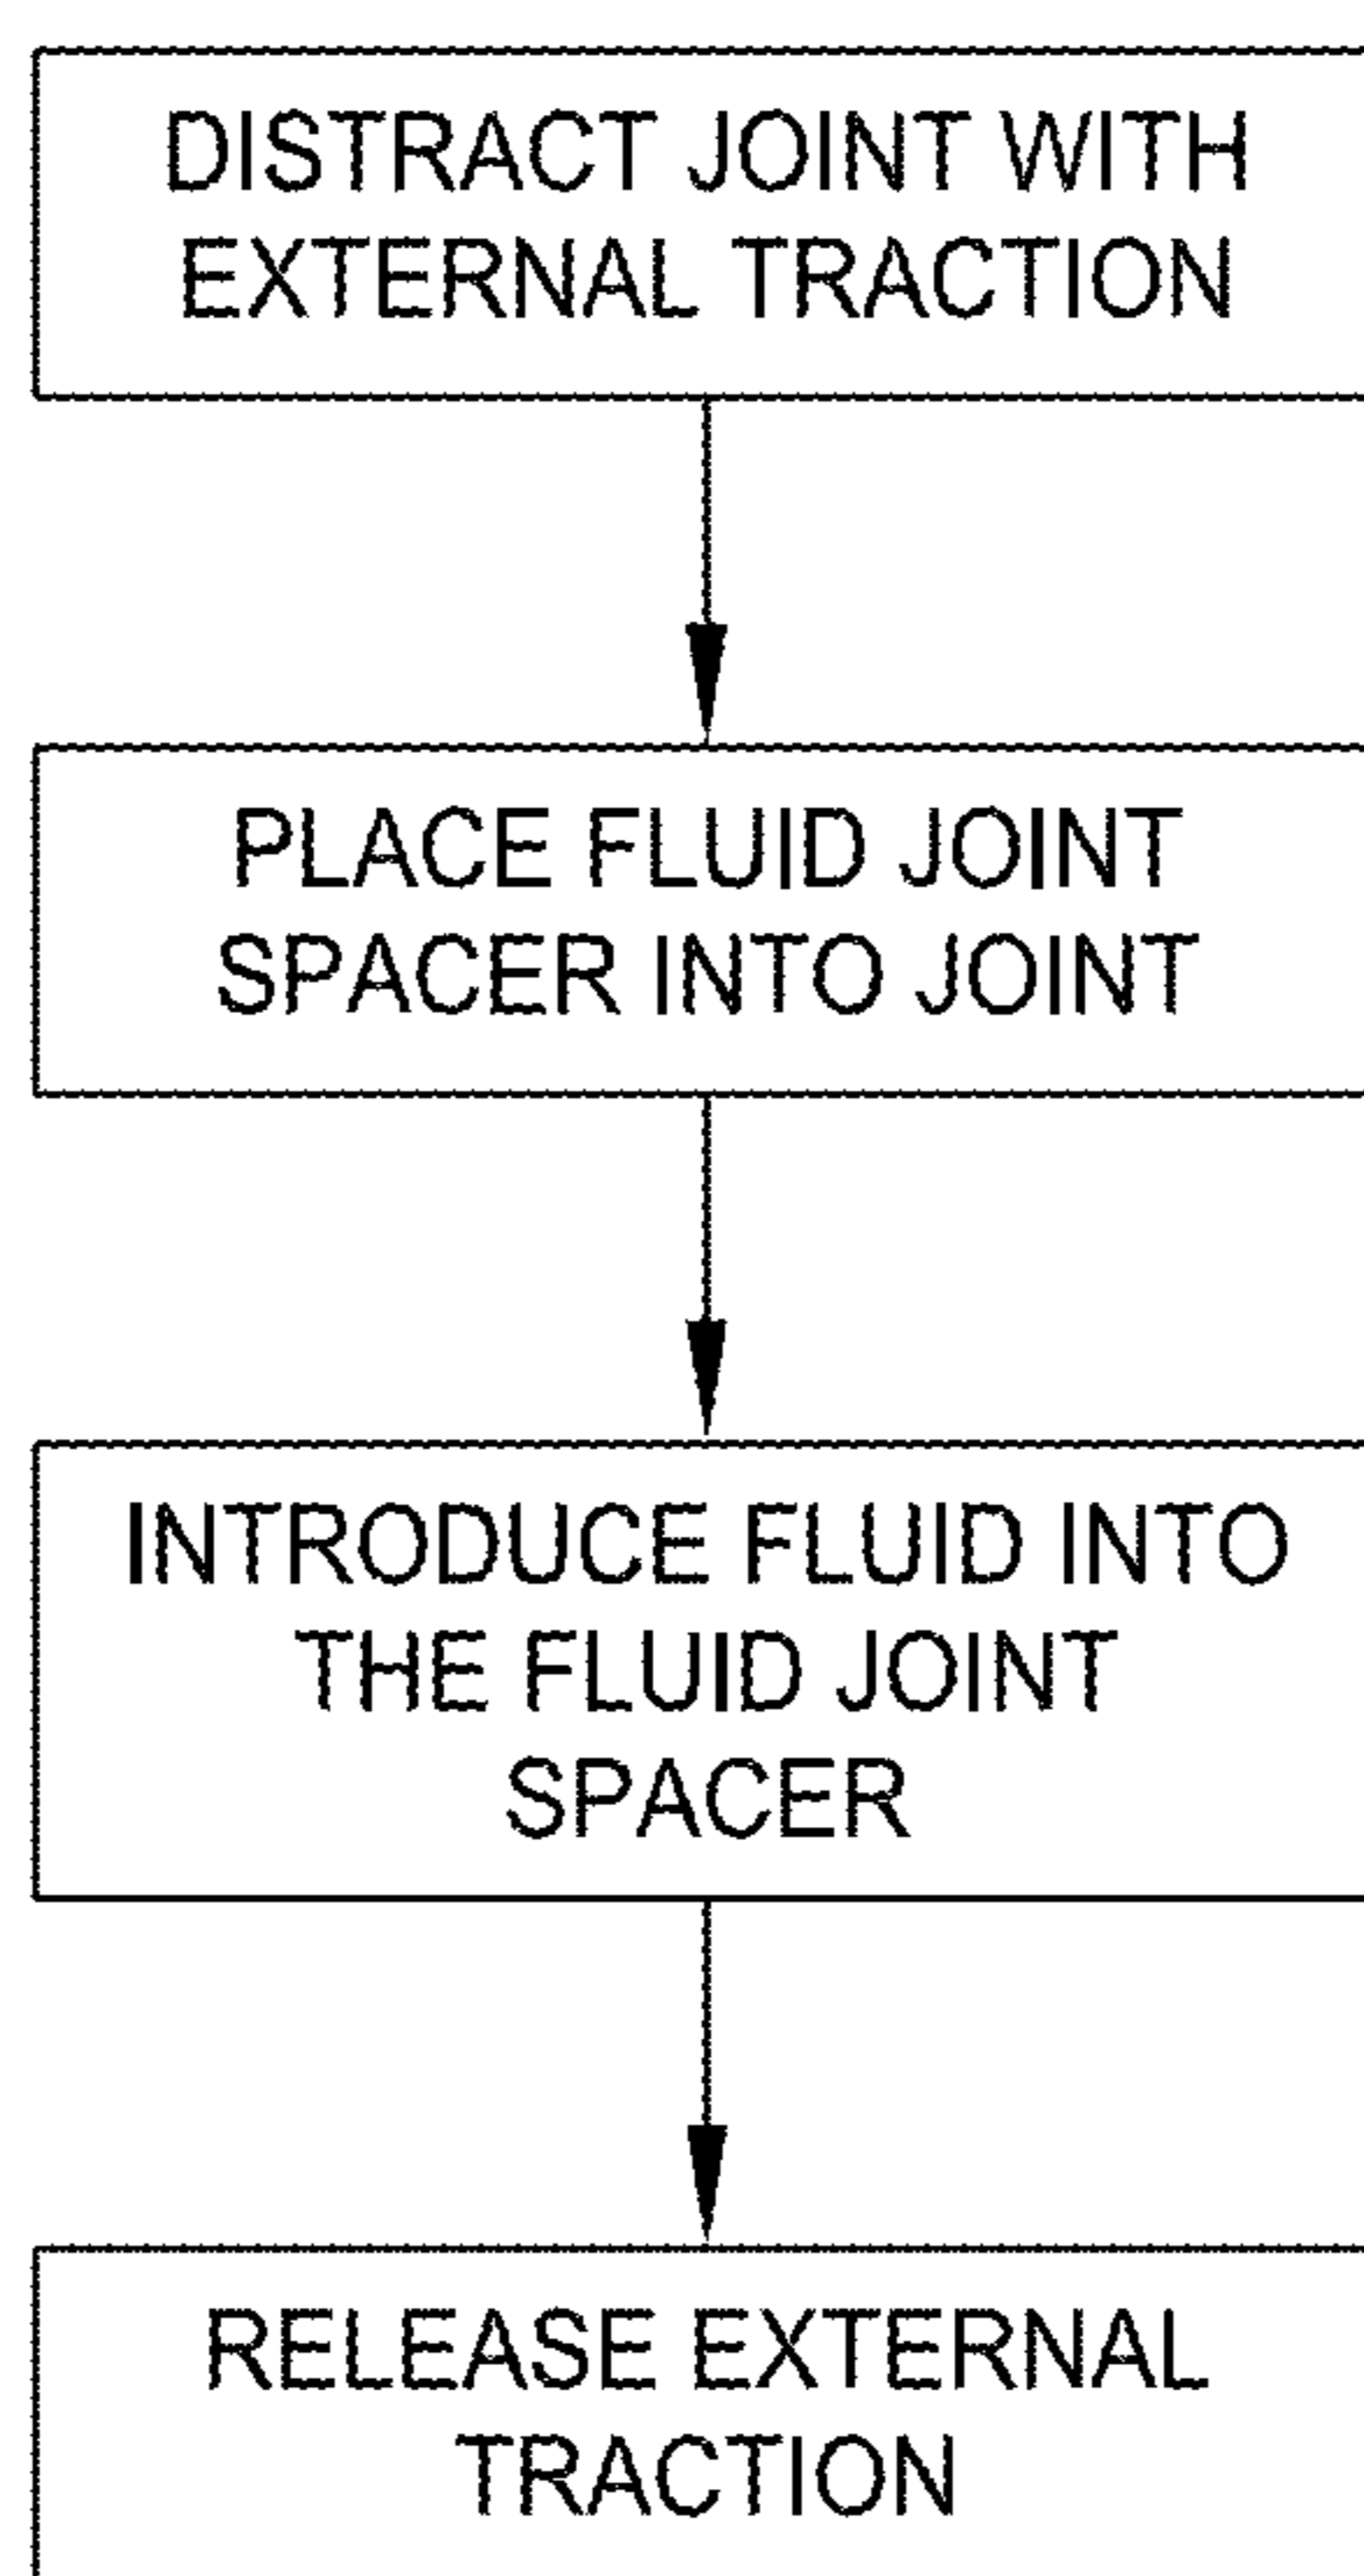 DISTRACT JOINT WITH
EXTERNAL TRACTION
PLACE FLUID JOINT
SPACER INTO JOINT
INTRODUCE FLUID INTO
THE FLUID JOINT
SPACER
RELEASE EXTERNAL
TRACTION